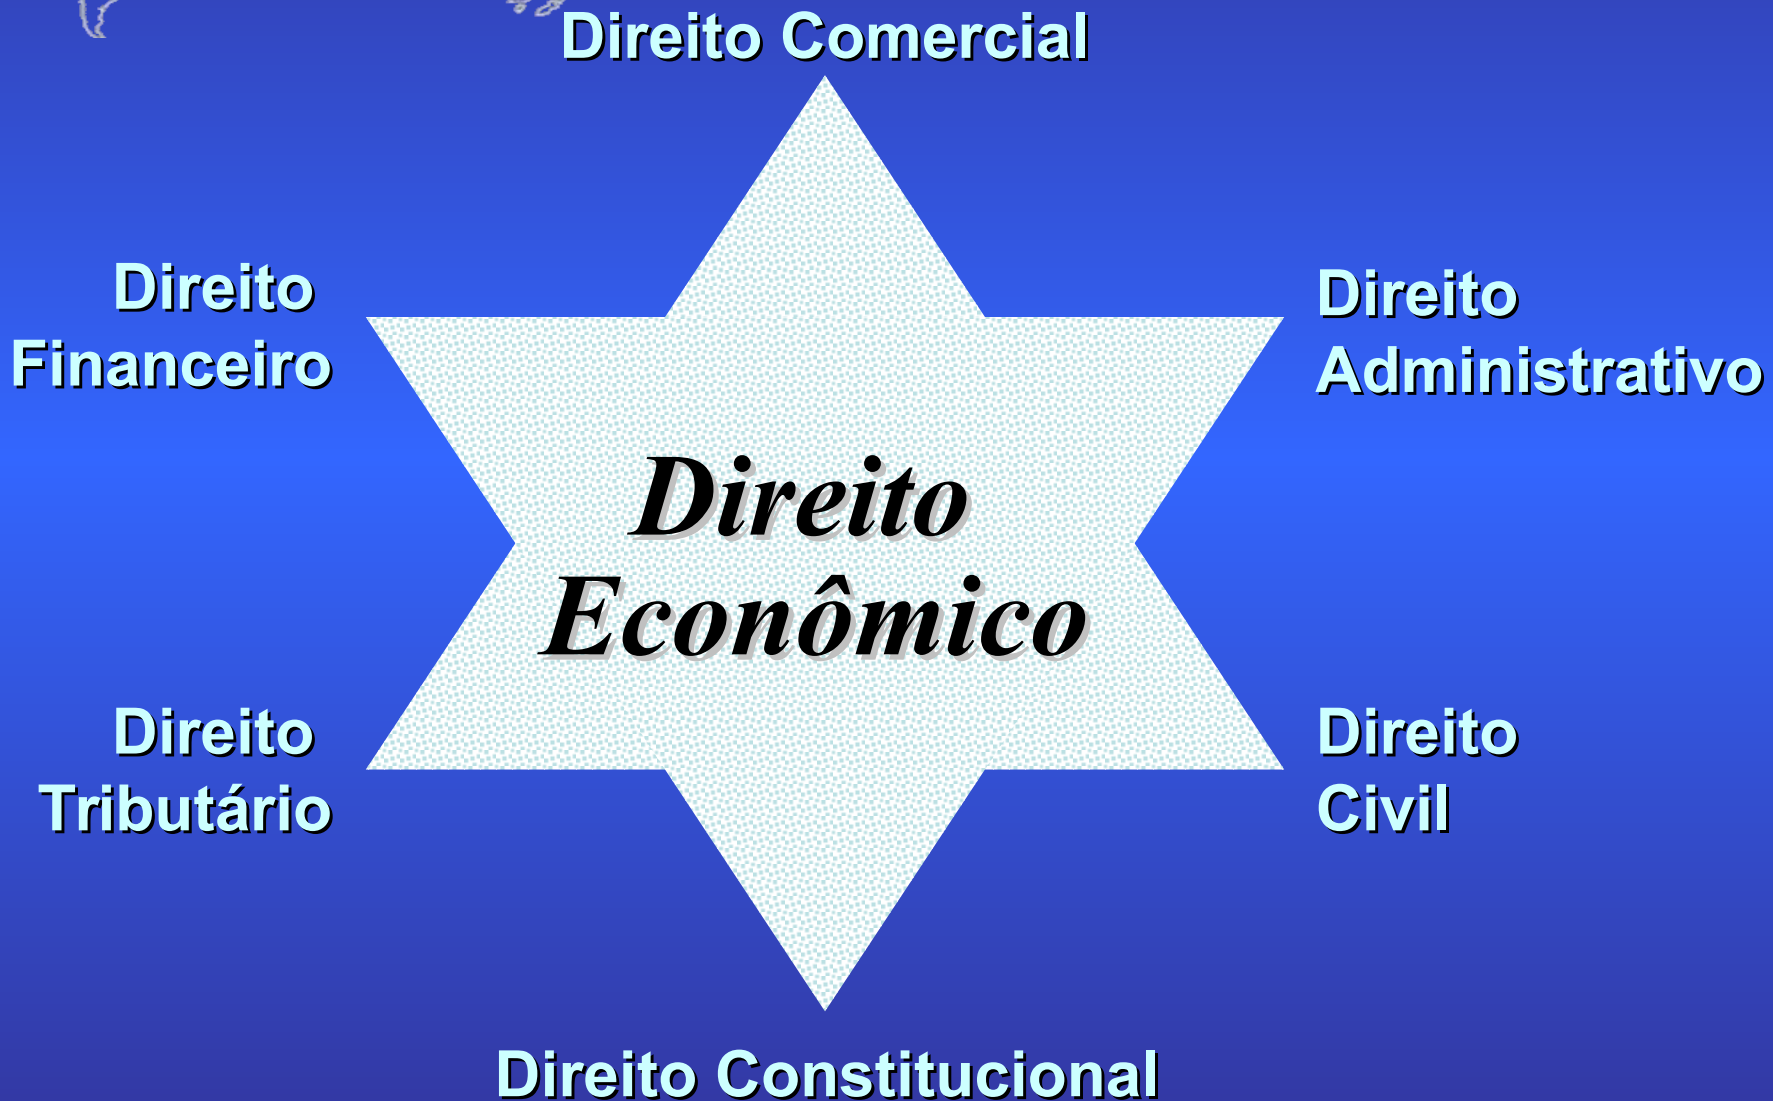 Direito Comercial
Direito
Financeiro
Direito
Administrativo
Direito
Econômico
Direito
Tributário
Direito
Civil
Direito Constitucional